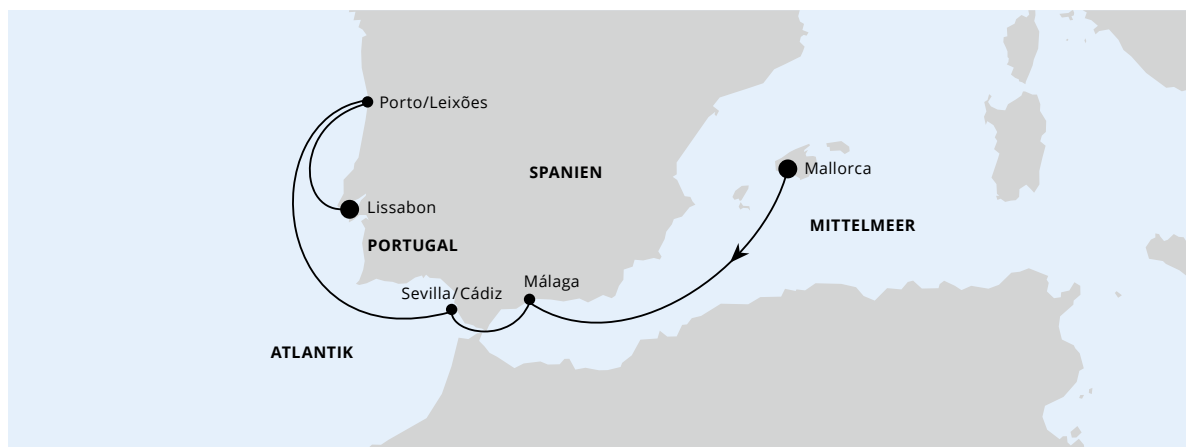 Porto/Leixões
SPANIEN
Mallorca
Lissabon
MITTELMEER
PORTUGAL
Málaga
Sevilla/Cádiz
ATLANTIK